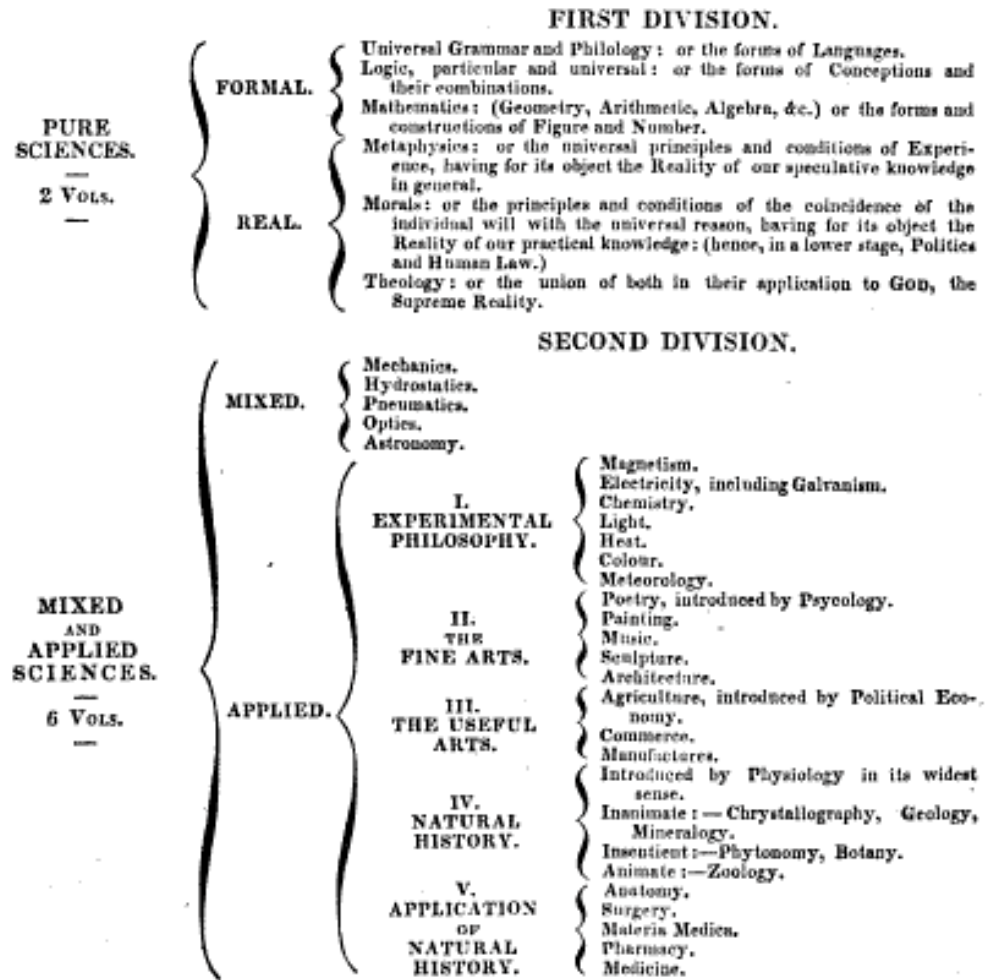 FIRST DIVISION.
PURE
SCIENCES.
2 VOLS.
FORMAL.
Universal Grammar and Philology: or the forms of Languages.
Logic, particular and universal: or the forms of Conceptions and
their combinations.
Mathematics: (Geometry, Arithmetic, Algebra, &c.) or the forms and
constructions of Figure and Number.
REAL.
Metaphysics: or the universal principles and conditions of Experi-
ence, having for its object the Reality of our speculative knowledge
in general.
Morals: or the principles and conditions of the coincidence of the
individual will with the universal reason, having for its object the
Reality of our practical knowledge: (hence, in a lower stage, Politics
and Human Law.)
Theology: or the union of both in their application to GOD, the
Supreme Reality.
SECOND DIVISION.
MIXED
AND
APPLIED
SCIENCES.
6 VOLS.
MIXED.
Mechanics.
Hydrostatics.
Pneumatics.
Optics.
Astronomy.
APPLIED.
I.
EXPERIMENTAL
PHILOSOPHY.
Magnetism.
Electricity, including Galvanism.
Chemistry.
Light.
Heat.
Colour.
Meteorology.
II.
THE
FINE ARTS.
Poetry, introduced by Psycology.
Painting.
Music.
Sculpture.
Architecture.
III.
THE USEFUL
ARTS.
Agriculture, introduced by Political Eco-
nomy.
Commerce.
Manufactures.
IV.
NATURAL
HISTORY.
Introduced by Physiology in its widest
sense.
Inanimate:—Chrystallography, Geology,
Mineralogy.
Insentient:—Phytonomy, Botany.
Animate:—Zoology.
V.
APPLICATION
OF
NATURAL
HISTORY.
Anatomy.
Surgery.
Materia Medica.
Pharmacy.
Medicine.